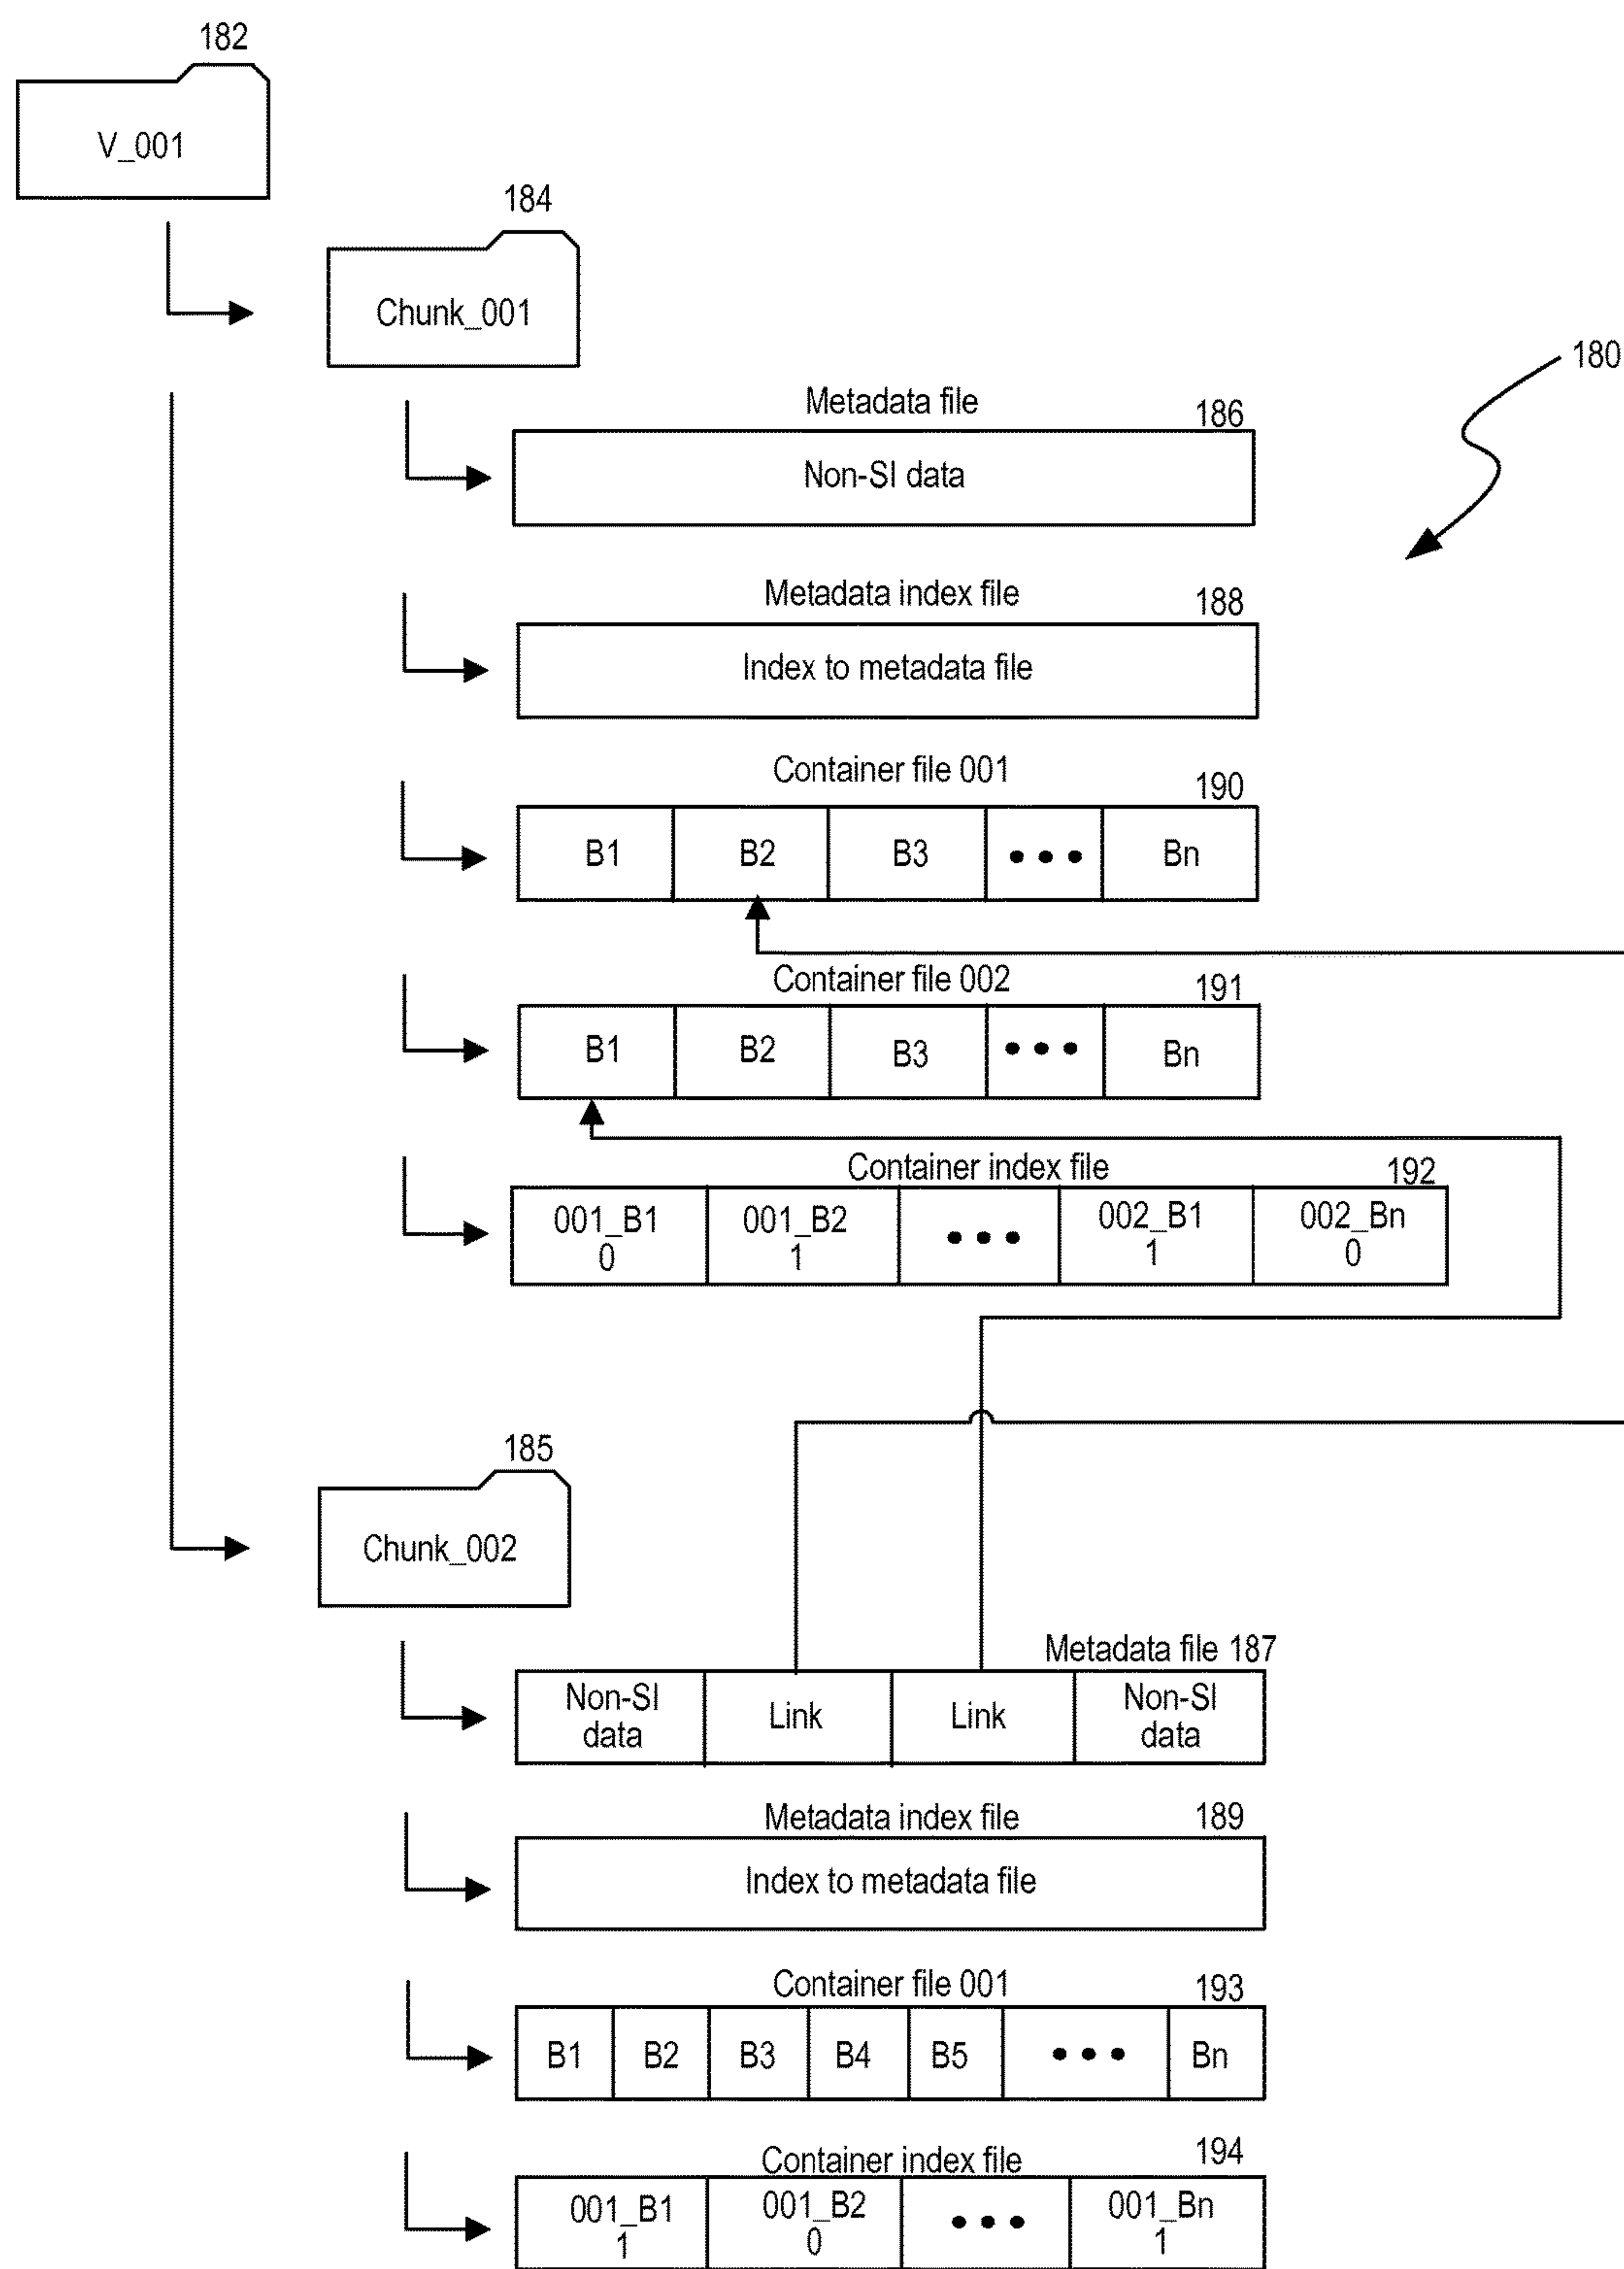 182
V_001
184
Chunk_001
180
Metadata file
186
Non-SI data
Metadata index file
188
Index to metadata file
Container file 001
190
B1 B2 B3 Bn
Container file 002
191
B1 B2 B3 Bn
Container index file
192
001_B1 001_B2 002_B1 002_Bn
0 1 1 0
185
Chunk_002
Metadata file 187
Non-SI Link Link Non-SI
data data
Metadata index file
189
Index to metadata file
Container file 001
193
B1 B2 B3 B4 B5 Bn
Container index file
194
001_B1 001_B2 001_Bn
1 0 1